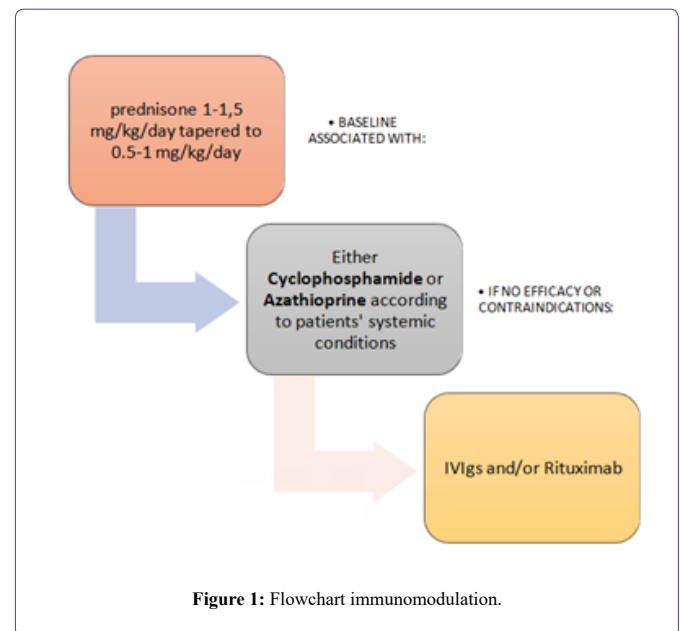 prednisone 1-1,5
mg/kg/day tapered to
0.5-1 mg/kg/day
• BASELINE
ASSOCIATED WITH:
Either
Cyclophosphamide or
Azathioprine according
to patients' systemic
conditions
• IF NO EFFICACY OR
CONTRAINDICATIONS:
IVIgs and/or Rituximab
Figure 1: Flowchart immunomodulation.